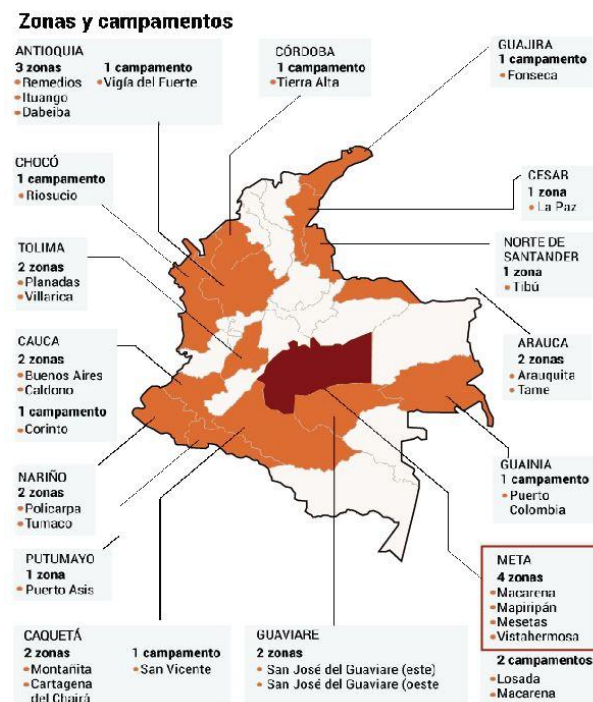 Zonas y campamentos
ANTIOQUIA
3 zonas
Remedios
Ituango
Dabeiba
1 campamento
Vigía del Fuerte
CÓRDOBA
1 campamento
Tierra Alta
GUAJIRA
1 campamento
Fonseca
CHOCÓ
1 campamento
Riosucio
CESAR
1 zona
La Paz
TOLIMA
2 zonas
Planadas
Villarica
NORTE DE
SANTANDER
1 zona
Tibú
CAUCA
2 zonas
Buenos Aires
Caldono
1 campamento
Corinto
ARAUCA
2 zonas
Arauquita
Tame
NARIÑO
2 zonas
Policarpa
Tumaco
GUAINIA
1 campamento
Puerto
Colombia
PUTUMAYO
1 zona
Puerto Asis
META
4 zonas
Macarena
Mapiripán
Mesetas
Vistahermosa
2 campamentos
Losada
Macarena
CAQUETÁ
2 zonas
Montañita
Cartagena
del Chairá
1 campamento
San Vicente
GUAVIARE
2 zonas
San José del Guaviare (este)
San José del Guaviare (oeste